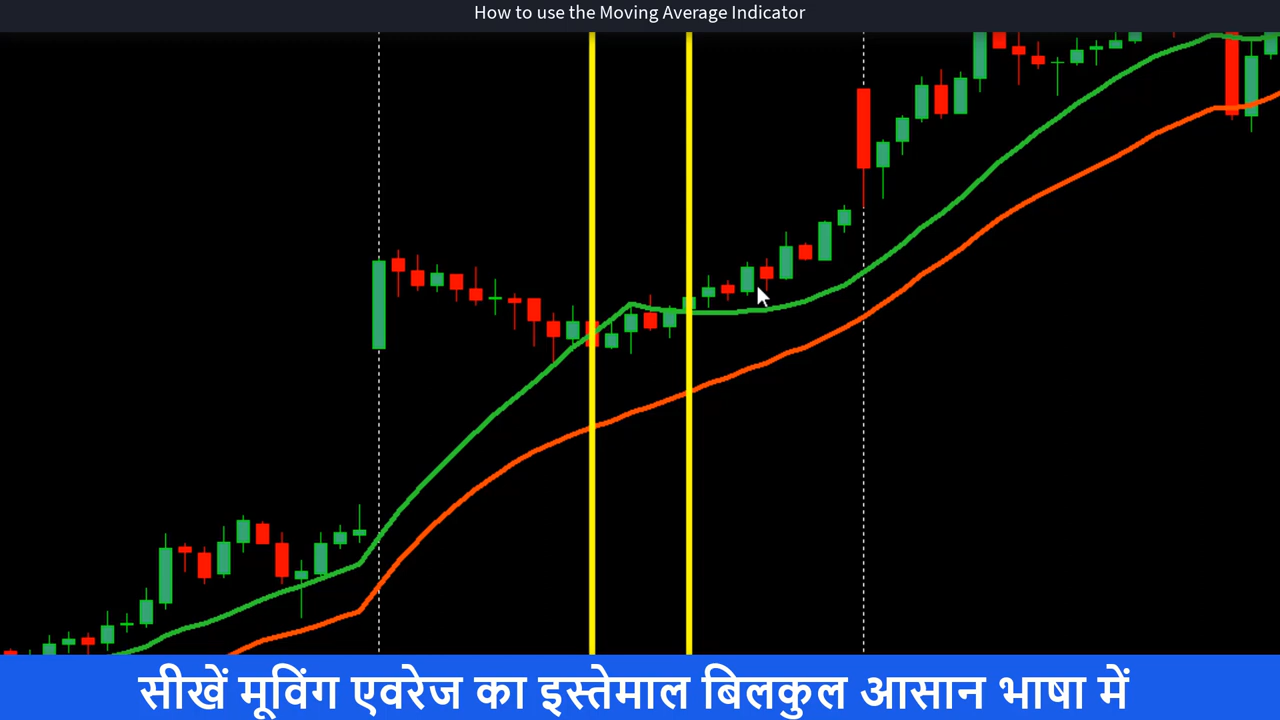 How to use the Moving Average Indicator
सीखें मूविंग एवरेज का इस्तेमाल बिलकुल आसान भाषा में